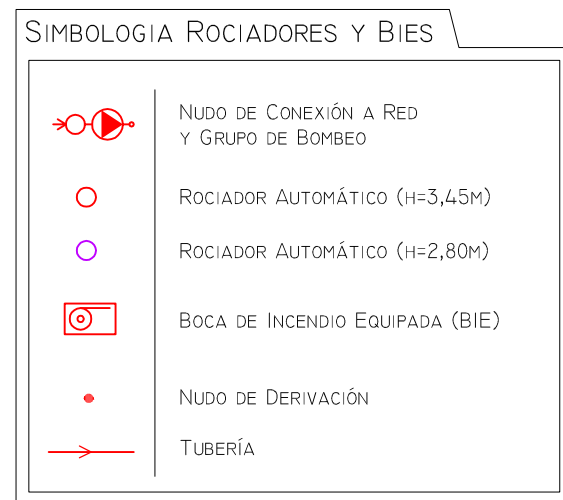 SIMBOLOGIA ROCIADORES Y BIES
NUDO DE CONEXIÓN A RED
Y GRUPO DE BOMBEO
ROCIADOR AUTOMÁTICO (H=3,45M)
ROCIADOR AUTOMÁTICO (H=2,80M)
BOCA DE INCENDIO EQUIPADA (BIE)
NUDO DE DERIVACIÓN
TUBERÍA